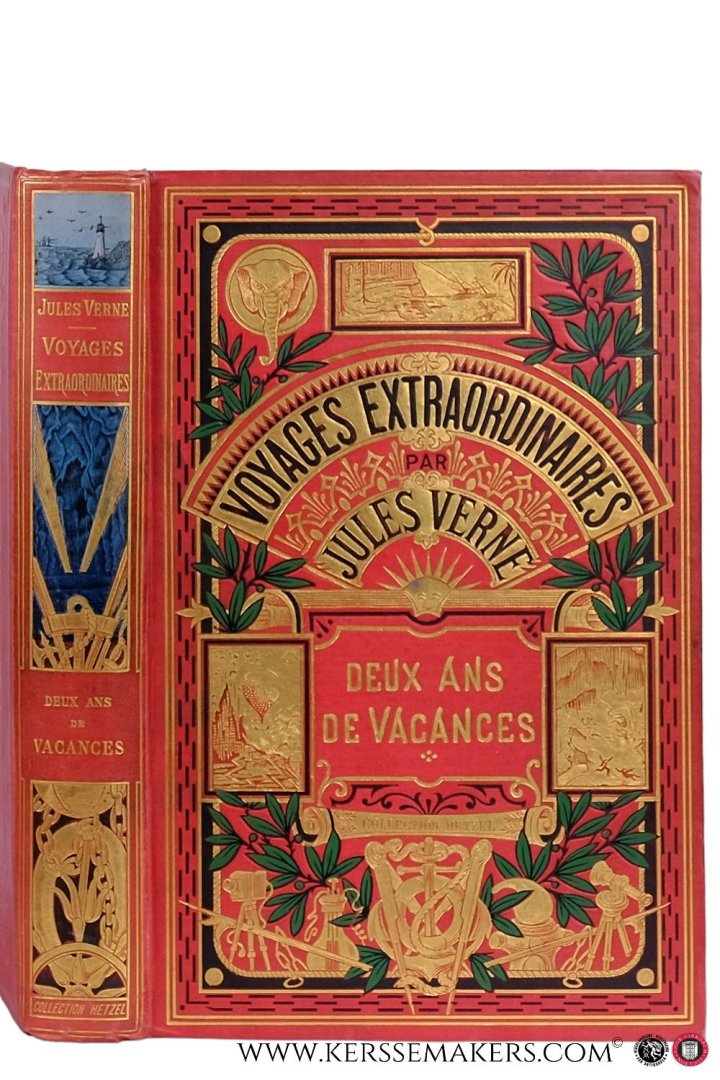 JULES VERNE
VOYAGES
EXTRAORDINAIRES
DEUX ANS
DE
VACANCES
COLLECTION HETZEL
VOYAGES EXTRAORDINAIRES
PAR
JULES VERNE
DEUX ANS
DE VACANCES
COLLECTION HETZEL
WWW.KERSSEMAKERS.COM©